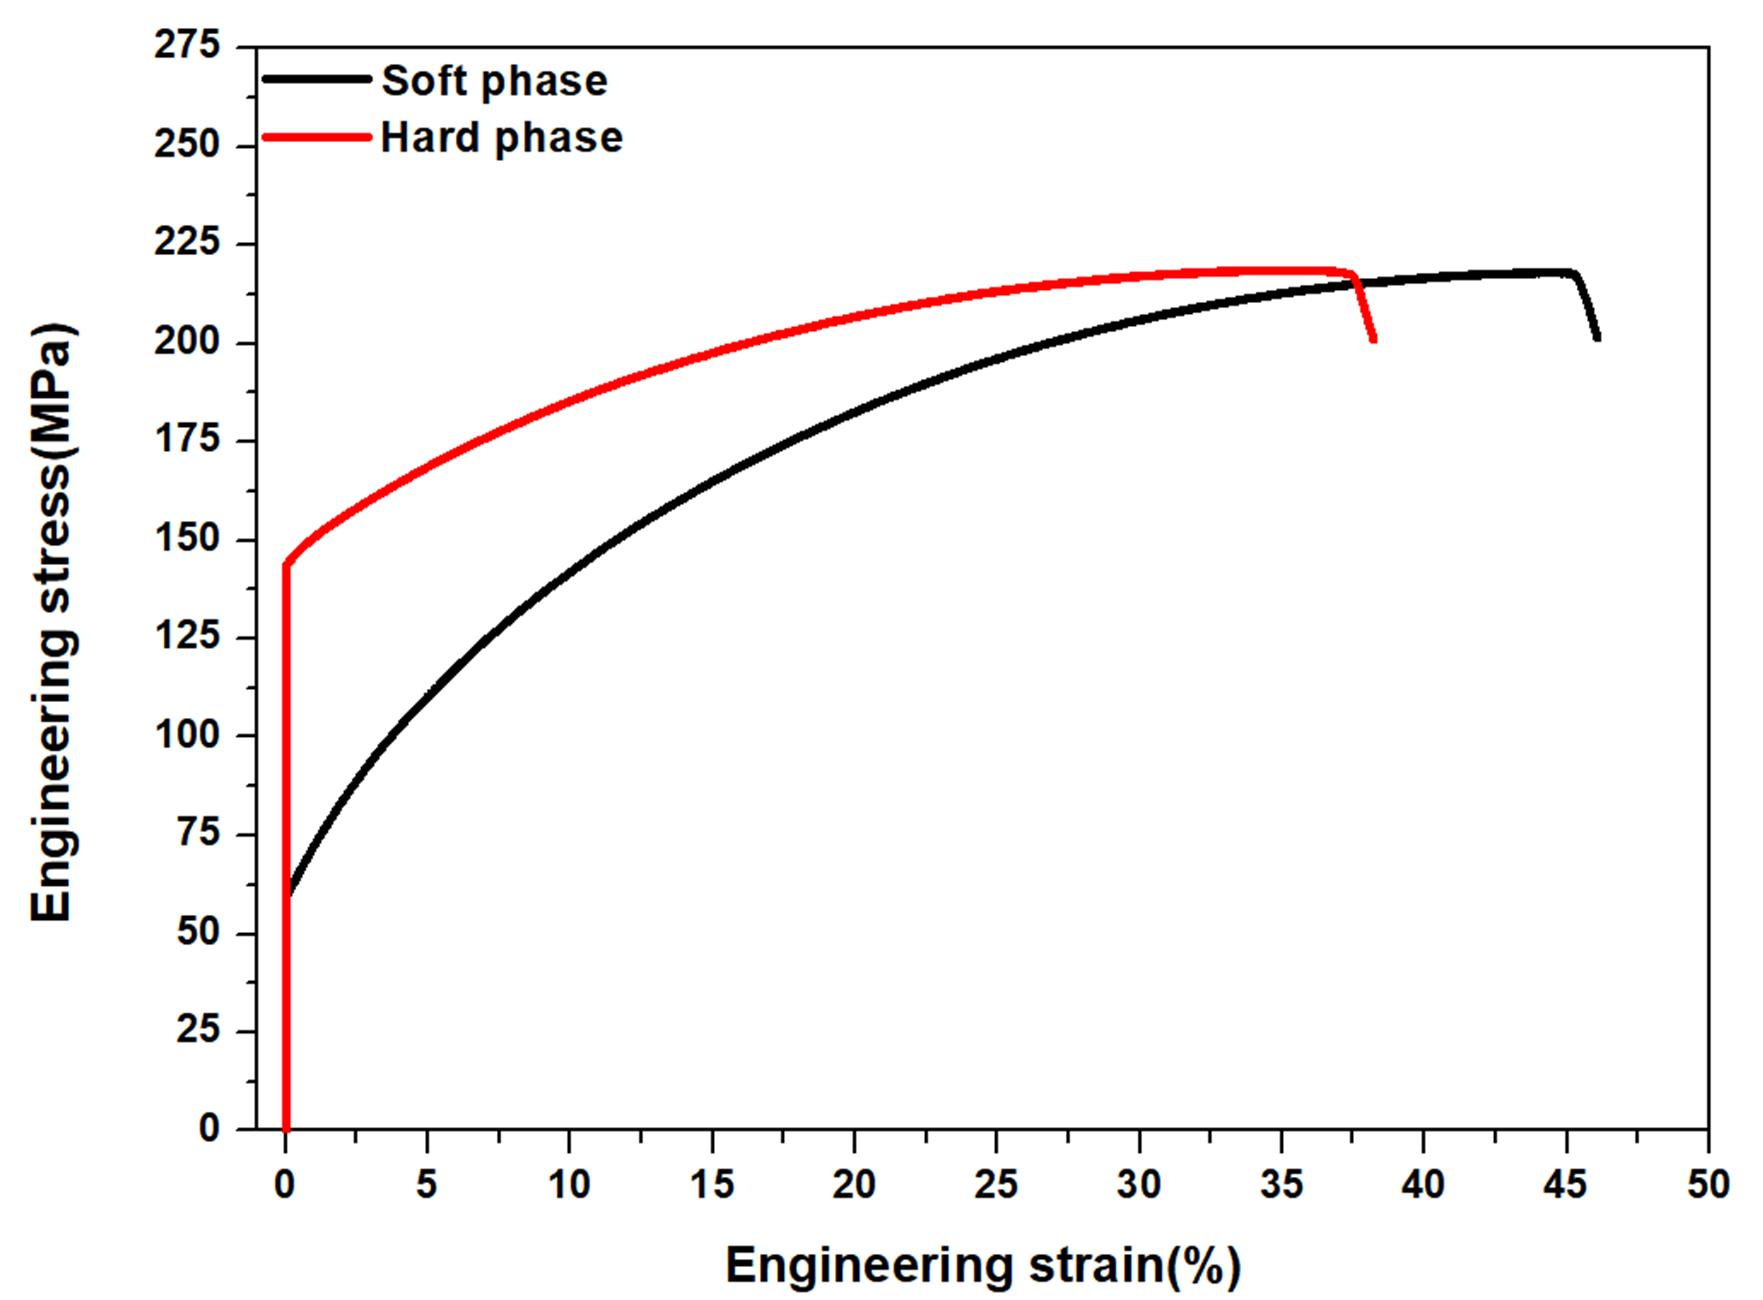 Soft phase
Hard phase
275
250
225
200
175
150
125
100
75
50
25
0
0 5 10 15 20 25 30 35 40 45 50
Engineering stress(MPa)
Engineering strain(%)